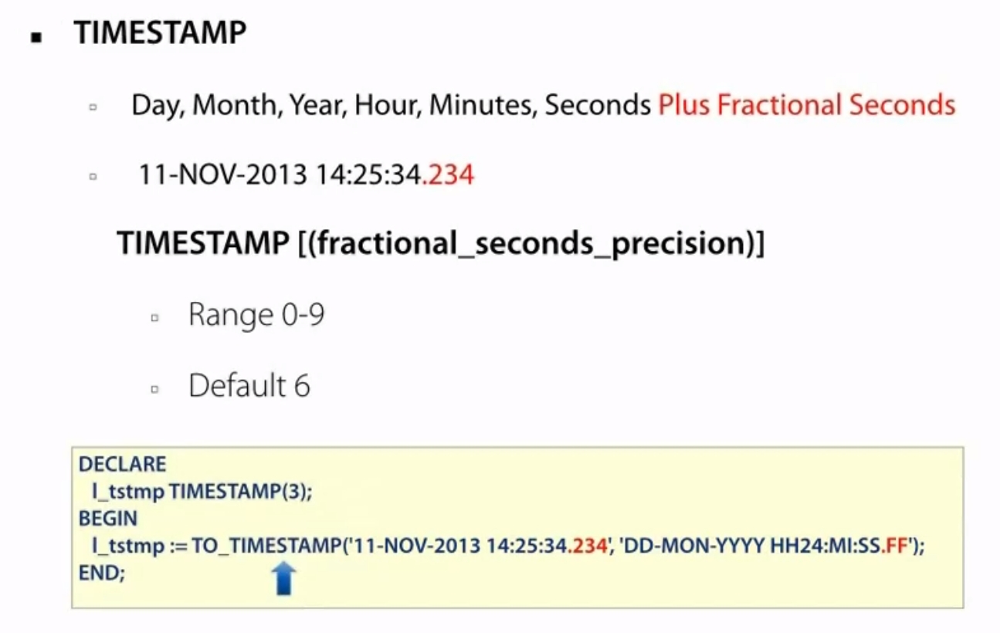 TIMESTAMP
Day, Month, Year, Hour, Minutes, Seconds Plus Fractional Seconds
11-NOV-2013 14:25:34.234
TIMESTAMP [(fractional_seconds_precision)]
Range 0-9
Default 6
DECLARE
l_tstmp TIMESTAMP(3);
BEGIN
l_tstmp := TO_TIMESTAMP('11-NOV-2013 14:25:34.234', 'DD-MON-YYYY HH24:MI:SS.FF');
END;